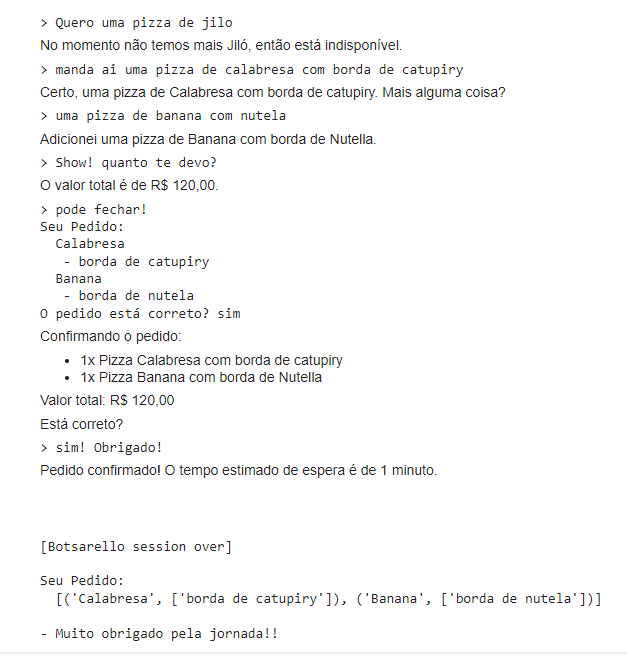 > Quero uma pizza de jilo
No momento não temos mais Jiló, então está indisponível.
> manda ai uma pizza de calabresa com borda de catupiry
Certo, uma pizza de Calabresa com borda de catupiry. Mais alguma coisa?
> uma pizza de banana com nutela
Adicionei uma pizza de Banana com borda de Nutella.
> Show! quanto te devo?
O valor total é de R$ 120,00.
> pode fechar!
Seu Pedido:
  Calabresa
   - borda de catupiry
  Banana
   - borda de nutela
O pedido está correto? sim
Confirmando o pedido:
• 1x Pizza Calabresa com borda de catupiry
• 1x Pizza Banana com borda de Nutella
Valor total: R$ 120,00
Está correto?
> sim! Obrigado!
Pedido confirmado! O tempo estimado de espera é de 1 minuto.
[Botsarello session over]
Seu Pedido:
  [('Calabresa', ['borda de catupiry']), ('Banana', ['borda de nutela'])]
- Muito obrigado pela jornada!!